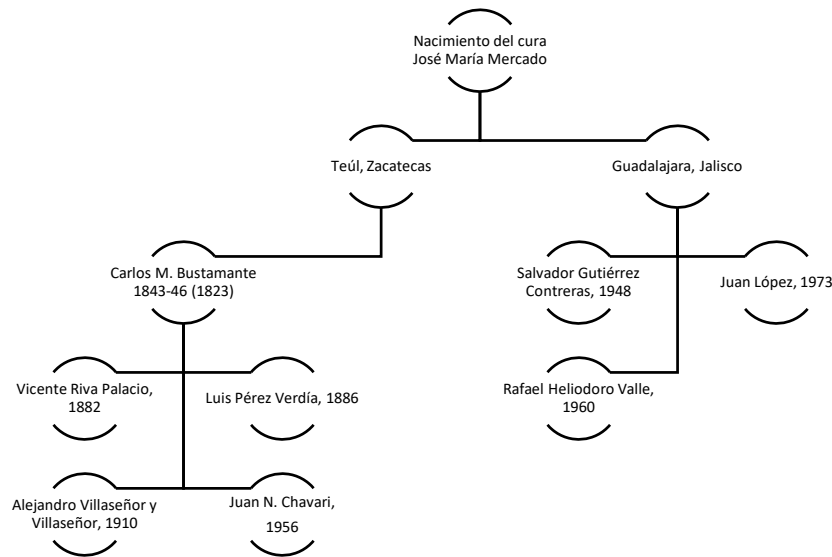 Nacimiento del cura
José María Mercado
Teúl, Zacatecas
Guadalajara, Jalisco
Carlos M. Bustamante
1843-46 (1823)
Salvador Gutiérrez
Contreras, 1948
Juan López, 1973
Vicente Riva Palacio,
1882
Luis Pérez Verdía, 1886
Rafael Heliodoro Valle,
1960
Alejandro Villaseñor y
Villaseñor, 1910
Juan N. Chavari,
1956